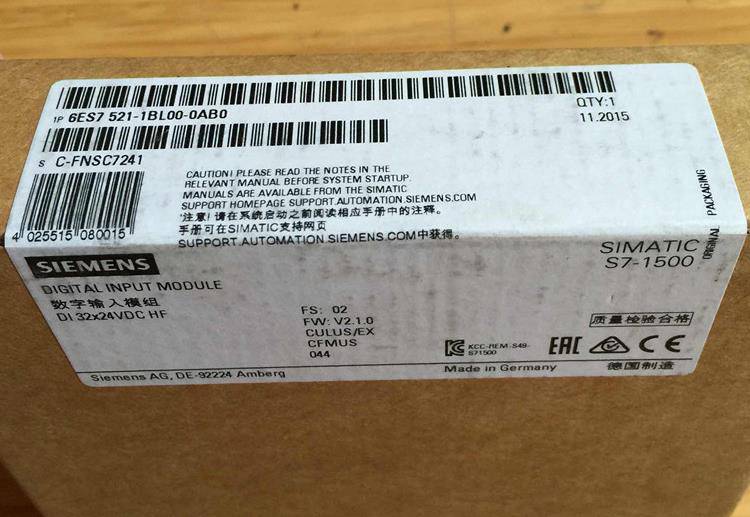 1P 6ES7 521-1BL00-0AB0
QTY:1
11.2015
S C-FNSC7241
CAUTION! PLEASE READ THE NOTES IN THE
RELEVANT MANUAL BEFORE SYSTEM STARTUP.
MANUALS ARE AVAILABLE FROM THE SIMATIC
SUPPORT HOMEPAGE SUPPORT.AUTOMATION.SIEMENS.COM
"注意! 请在系统启动之前阅读相应手册中的注释。
手册可在SIMATIC支持网页
SUPPORT.AUTOMATION.SIEMENS.COM中获得。
4 025515 080015
ORIGINAL PACKAGING
SIEMENS
SIMATIC
S7-1500
DIGITAL INPUT MODULE
数字输入模组
DI 32x24VDC HF
FS: 02
FW: V2.1.0
CULUS/EX
CFMUS
044
质量检验合格
KCC-REM-S49-
S71500
EAC CE
Siemens AG, DE-92224 Amberg
Made in Germany
德国制造